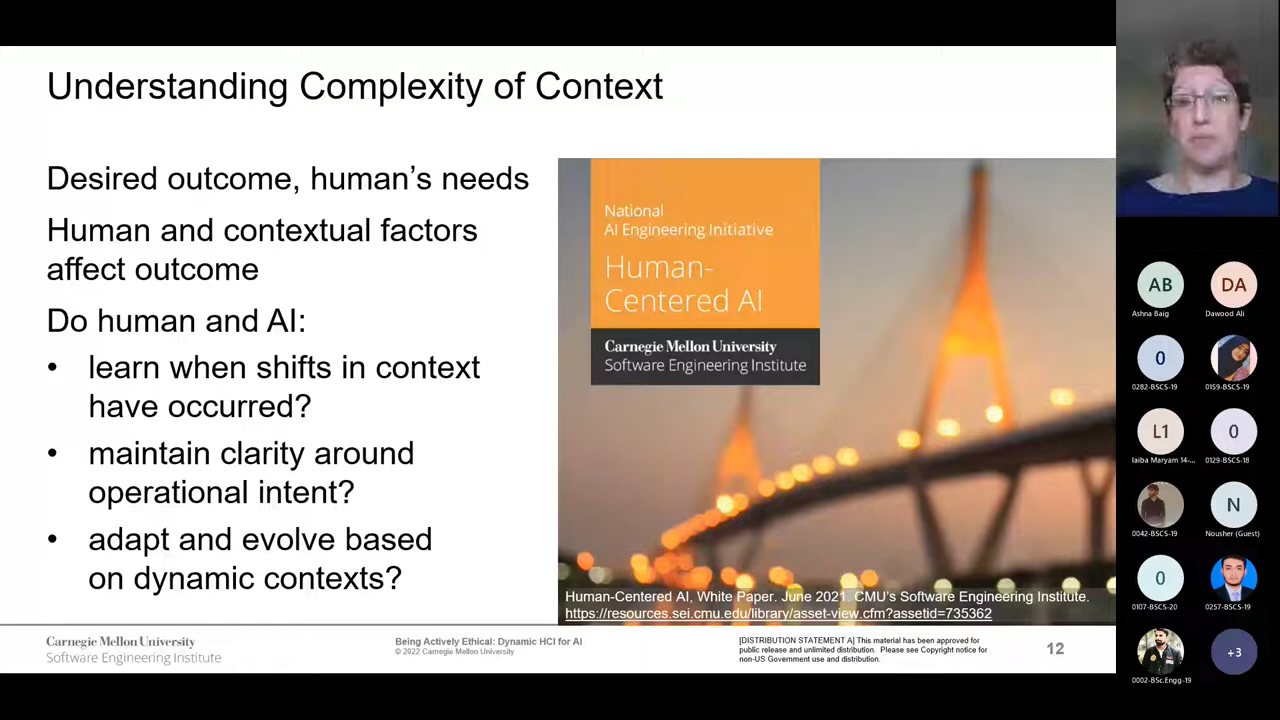 Understanding Complexity of Context
Desired outcome, human's needs
Human and contextual factors
affect outcome
Do human and AI:
• learn when shifts in context
have occurred?
• maintain clarity around
operational intent?
• adapt and evolve based
on dynamic contexts?
National
AI Engineering Initiative
Human-
Centered AI
Carnegie Mellon University
Software Engineering Institute
Human-Centered AI, White Paper. June 2021. CMU's Software Engineering Institute.
https://resources.sei.cmu.edu/library/asset-view.cfm?assetid=735362
Carnegie Mellon University
Software Engineering Institute
Being Actively Ethical: Dynamic HCI for AI
© 2022 Carnegie Mellon University
[DISTRIBUTION STATEMENT A] This material has been approved for
public release and unlimited distribution. Please see Copyright notice for
non-US Government use and distribution.
12
AB
Ashna Baig
DA
Dawood Ali
0
0282-BSCS-19
0159-BSCS-19
L1
laiba Maryam 14-...
0
0129-BSCS-18
0042-BSCS-19
N
Nousher (Guest)
0
0107-BSCS-20
0257-BSCS-19
0002-BSc.Engg-19
+3